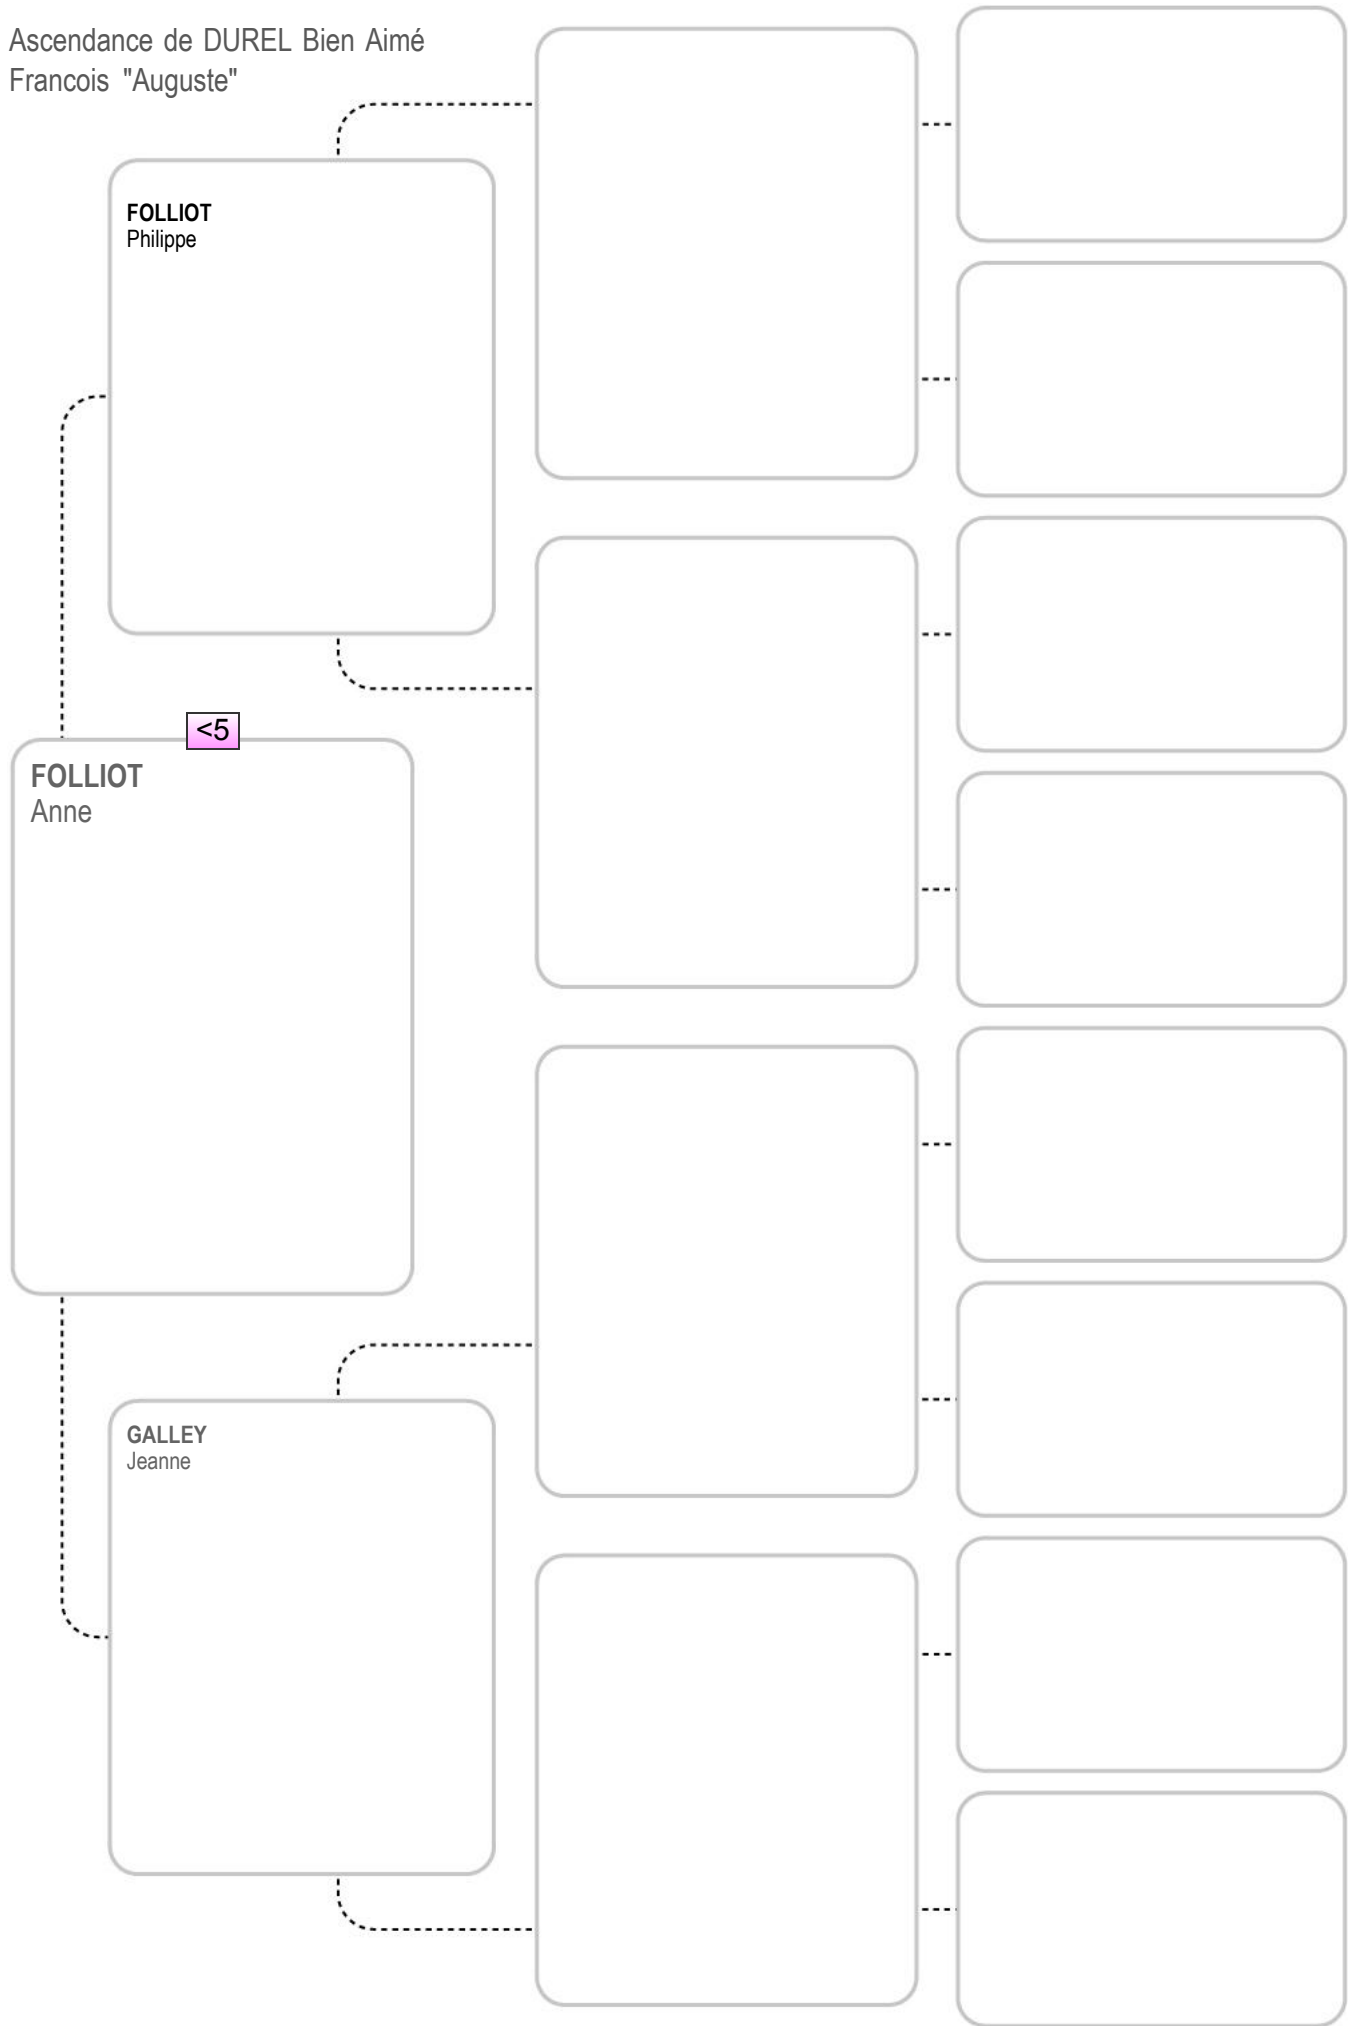 Ascendance de DUREL Bien Aimé
Francois "Auguste"
FOLLIOT
Philippe
<5
FOLLIOT
Anne
GALLEY
Jeanne